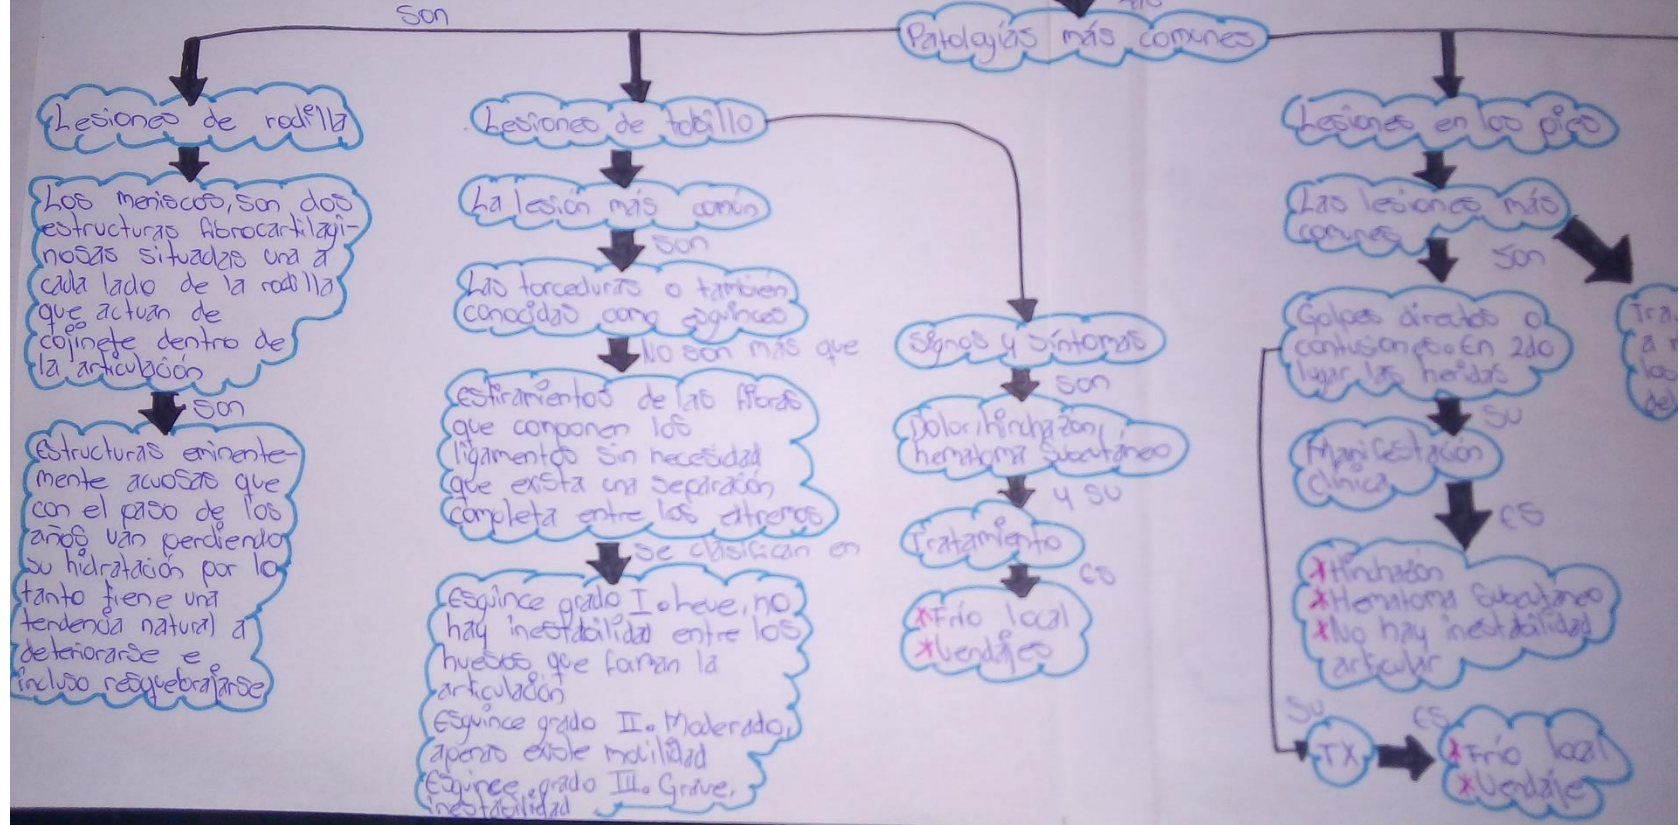 Son
Patologías más comunes
Lesiones de rodilla
Los meniscos, son dos
estructuras fibrocartilagi-
nosas situadas una a
cada lado de la rodilla
que actuan de
cojinete dentro de
la articulación
son
estructuras eminente-
mente acuosas que
con el paso de los
años van perdiendo
su hidratación por lo
tanto tiene una
tendencia natural a
deteriorarse e
incluso resquebrajarse
Lesiones de tobillo
La lesión más común
son
Las torceduras o también
conocidas como esguinces
No son más que
estiramientos de las fibras
que componen los
ligamentos sin necesidad
que exista una separación
completa entre los extremos
se clasifican en
Esguince grado I. Leve, no
hay inestabilidad entre los
huesos que forman la
articulación
Esguince grado II. Moderado,
apenas existe movilidad
Esguince grado III. Grave,
inestabilidad
Signos y síntomas
son
Dolor, hinchazón,
hematoma subcutáneo
y su
Tratamiento
es
*Frío local
*Vendajes
Lesiones en los pies
Las lesiones más
comunes
son
Golpes directos o
contusiones. En 2do
lugar las heridas
su
Manifestación
clínica
es
*Hinchazón
*Hematoma subcutáneo
*No hay inestabilidad
articular
su
TX
es
*Frío local
*Vendaje
Tra
a
los
de